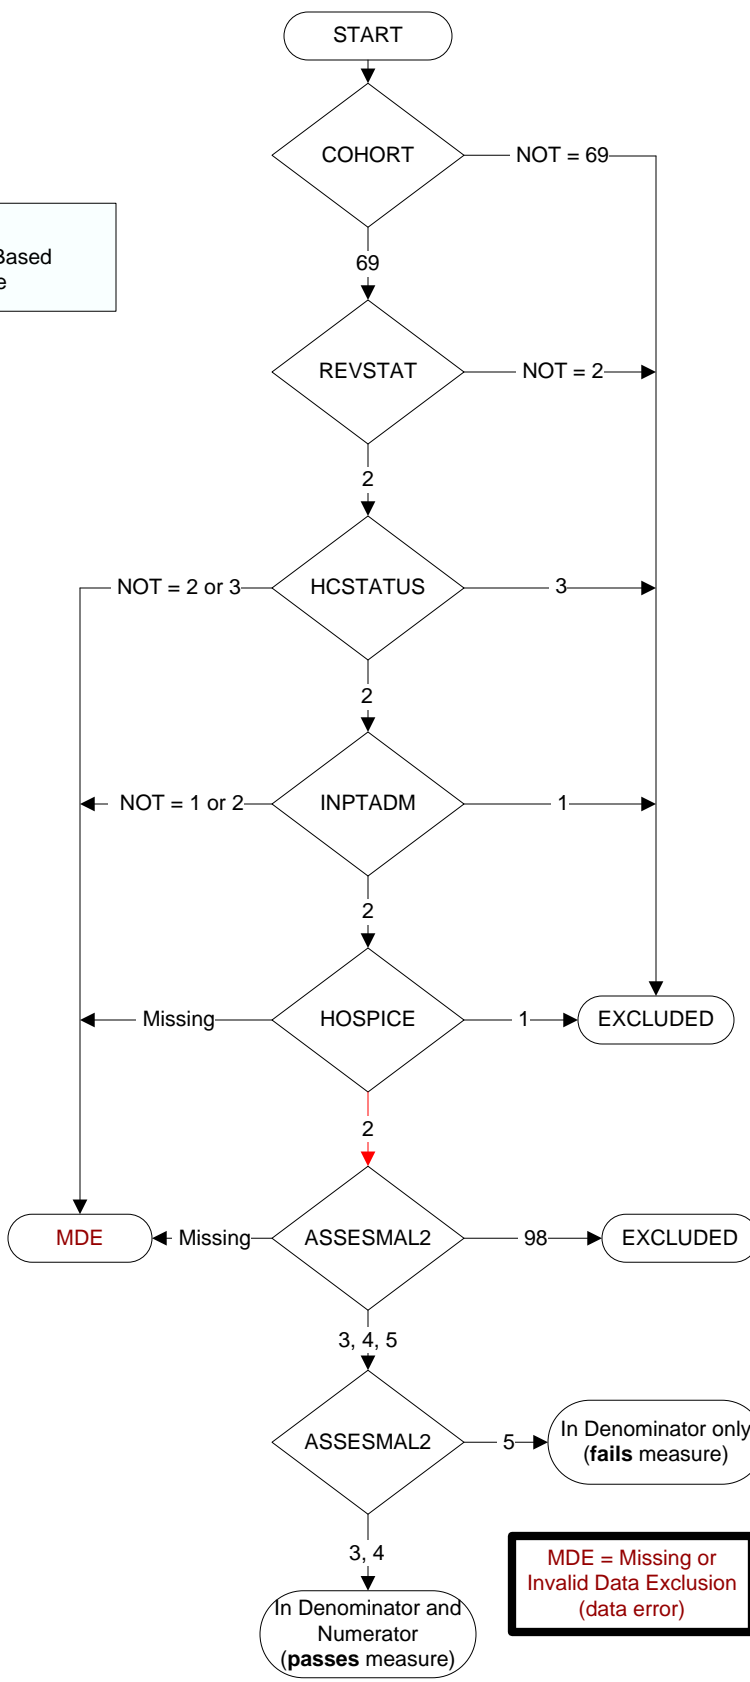 START
COHORT
NOT = 69
69
Based
REVSTAT
NOT = 2
2
NOT = 2 or 3
HCSTATUS
3
2
NOT = 1 or 2
INPTADM
1
2
Missing
HOSPICE
1
EXCLUDED
2
MDE
Missing
ASSESMAL2
98
EXCLUDED
3, 4, 5
ASSESMAL2
5
In Denominator only
(fails measure)
3, 4
MDE = Missing or
Invalid Data Exclusion
(data error)
In Denominator and
Numerator
(passes measure)